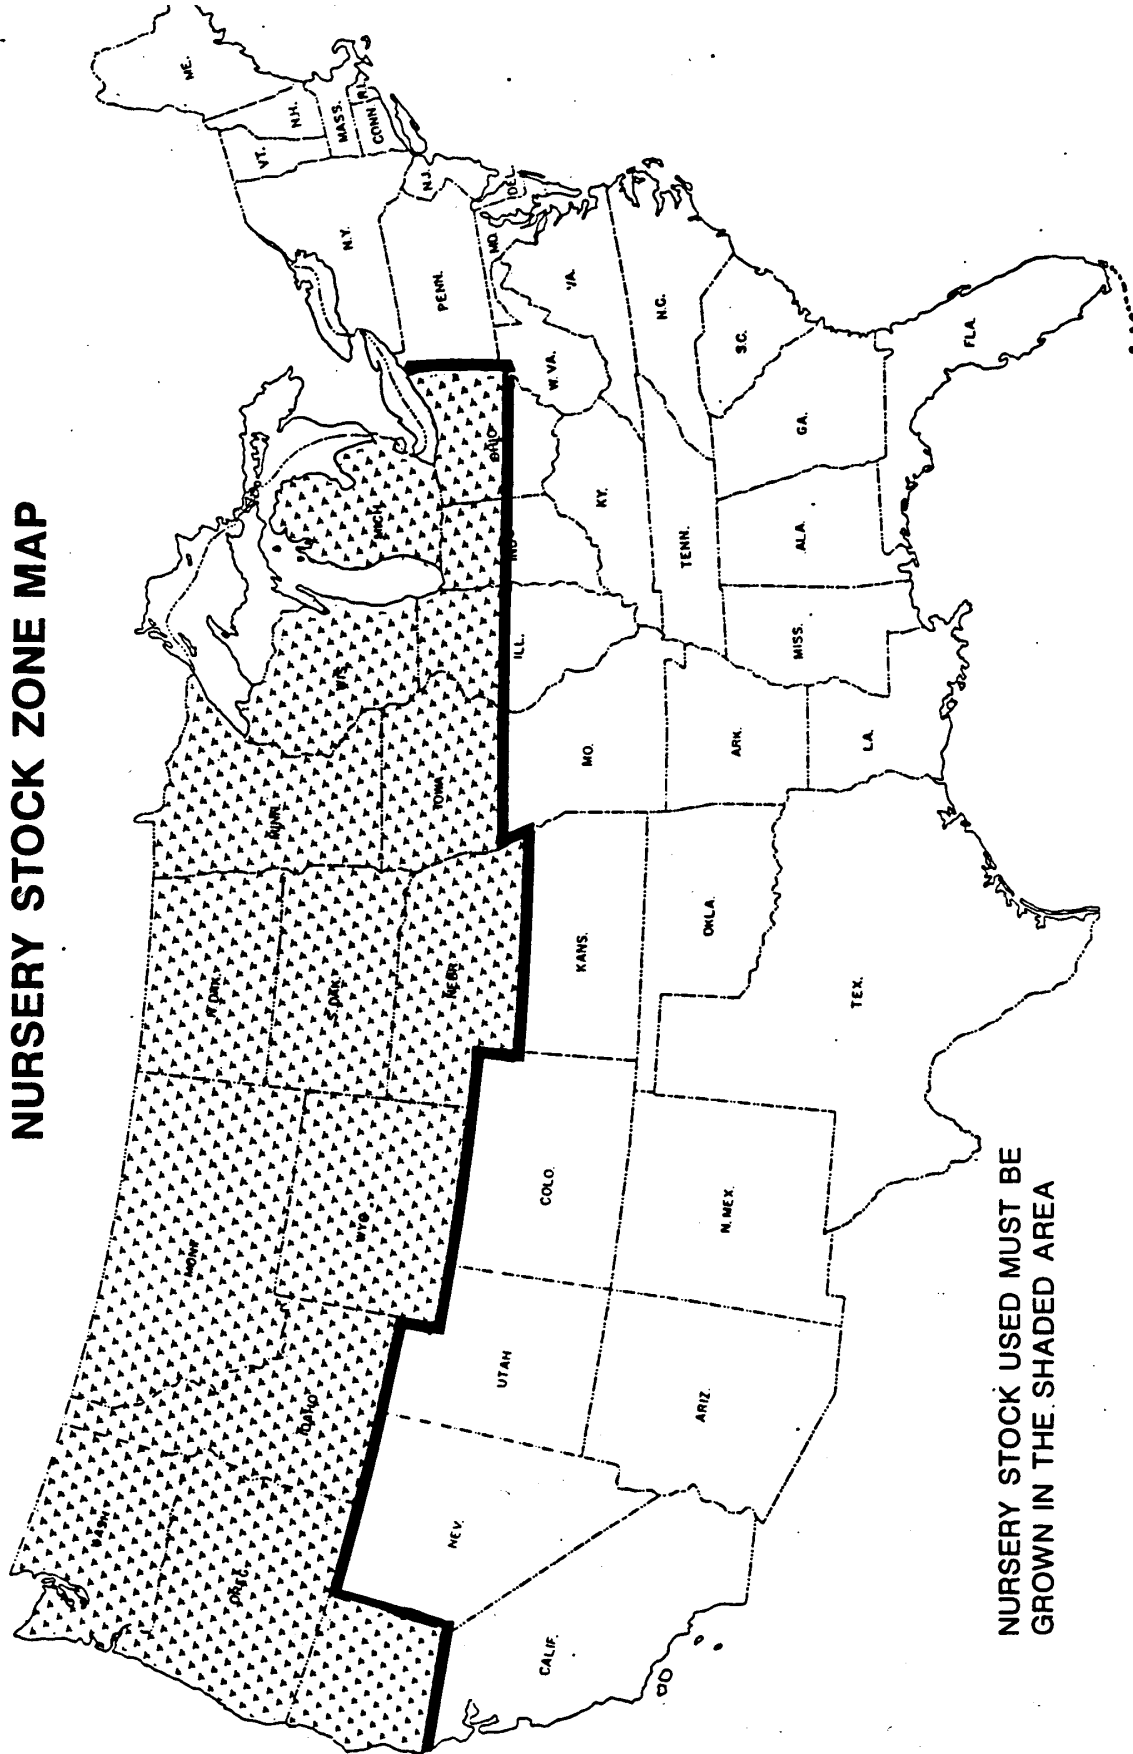 NURSERY STOCK ZONE MAP
WASH
OREG.
CALIF.
NEV.
IDAHO
MONT
WYO
UTAH
ARIZ.
COLO.
N. MEX.
N. DAK.
S. DAK.
NEBR.
KANS.
OKLA.
TEX.
MINN.
IOWA
MO.
ARK.
LA.
WIS.
ILL.
MICH.
IND
OHIO
KY.
TENN.
MISS.
ALA.
GA.
FLA.
S.C.
N.C.
VA.
W. VA.
MD.
DEL.
PENN.
N.J.
N.Y.
CONN.
R.I.
MASS.
VT.
N.H.
ME.
NURSERY STOCK USED MUST BE
GROWN IN THE SHADED AREA